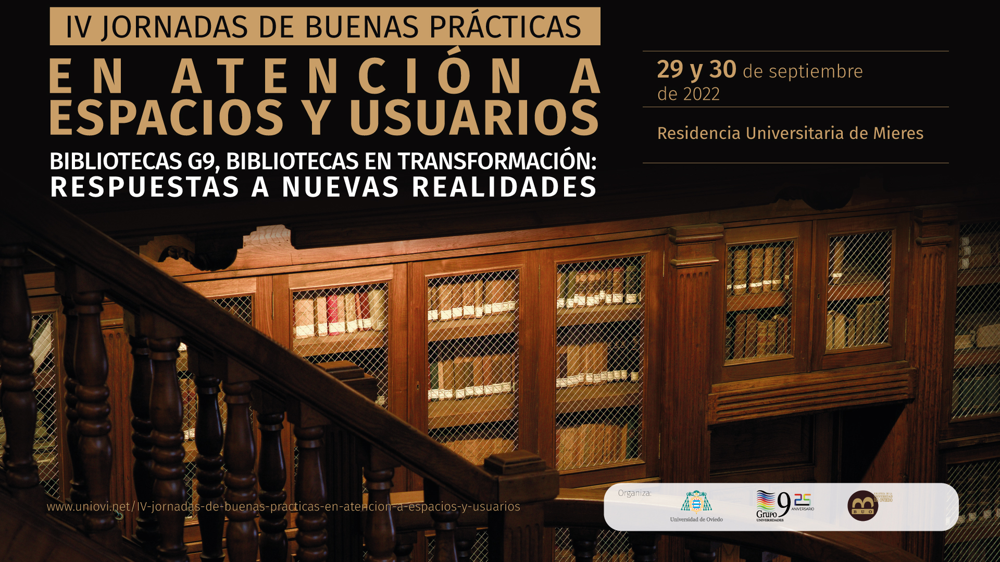 IV JORNADAS DE BUENAS PRÁCTICAS
EN ATENCIÓN A
ESPACIOS Y USUARIOS
BIBLIOTECAS G9, BIBLIOTECAS EN TRANSFORMACIÓN:
RESPUESTAS A NUEVAS REALIDADES
29 y 30 de septiembre
de 2022
Residencia Universitaria de Mieres
www.uniovi.net/IV-jornadas-de-buenas-practicas-en-atencion-a-espacios-y-usuarios
Organiza:
Universidad de Oviedo
Grupo 9
UNIVERSIDADES
25
ANIVERSARIO
BUO
BIBLIOTECA DE LA
UNIVERSIDAD
DE OVIEDO